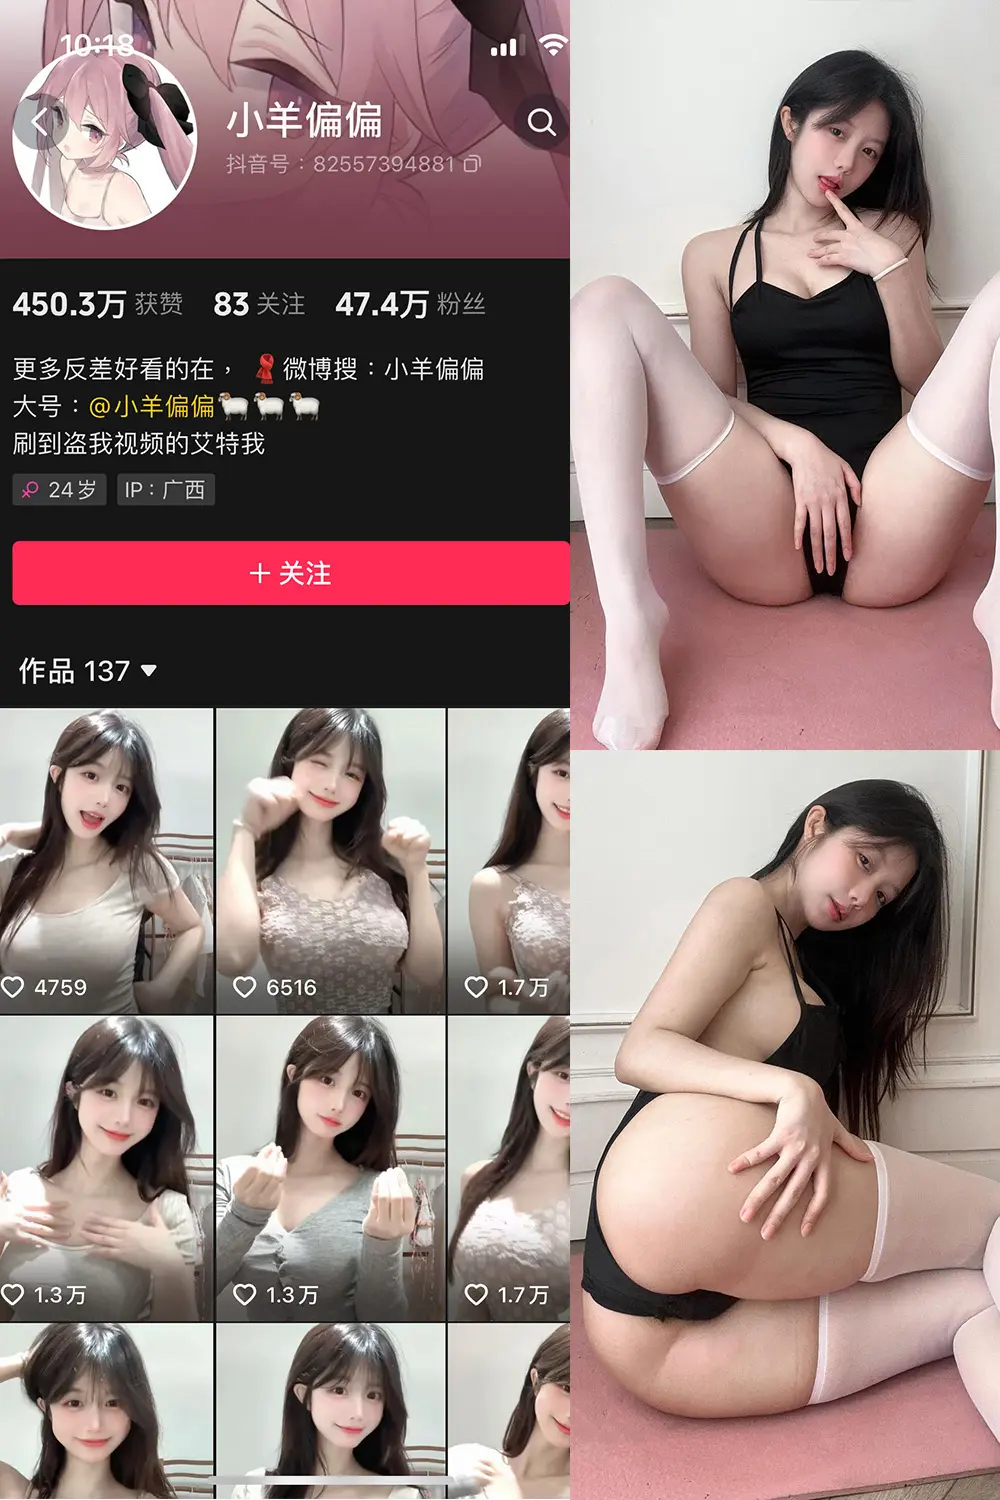 10:18
小羊偏偏
抖音号：82557394881
450.3万 获赞 83 关注 47.4万 粉丝
更多反差好看的在， 🧣微博搜：小羊偏偏
大号：@小羊偏偏🐏🐏🐏
刷到盗我视频的艾特我
24岁 IP：广西
＋ 关注
作品 137
4759 6516 1.7万
1.3万 1.3万 1.7万